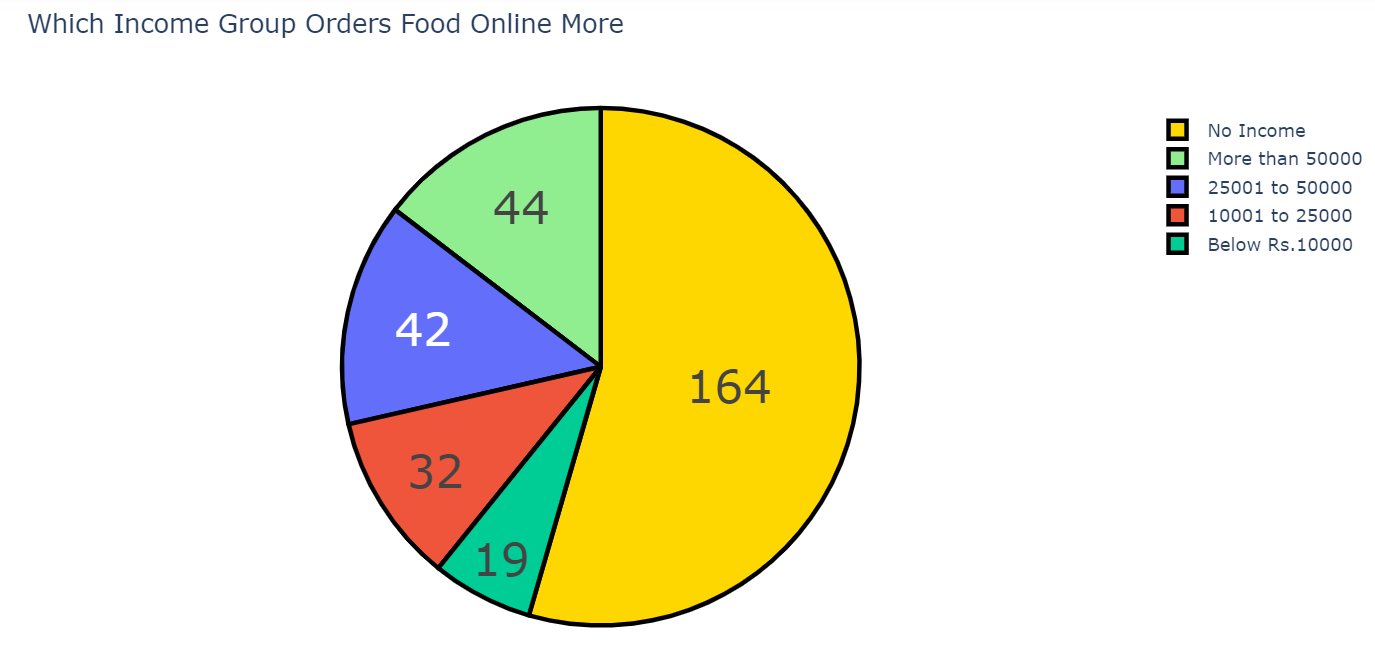 Which Income Group Orders Food Online More
No Income
More than 50000
25001 to 50000
10001 to 25000
Below Rs.10000
44
42
164
32
19